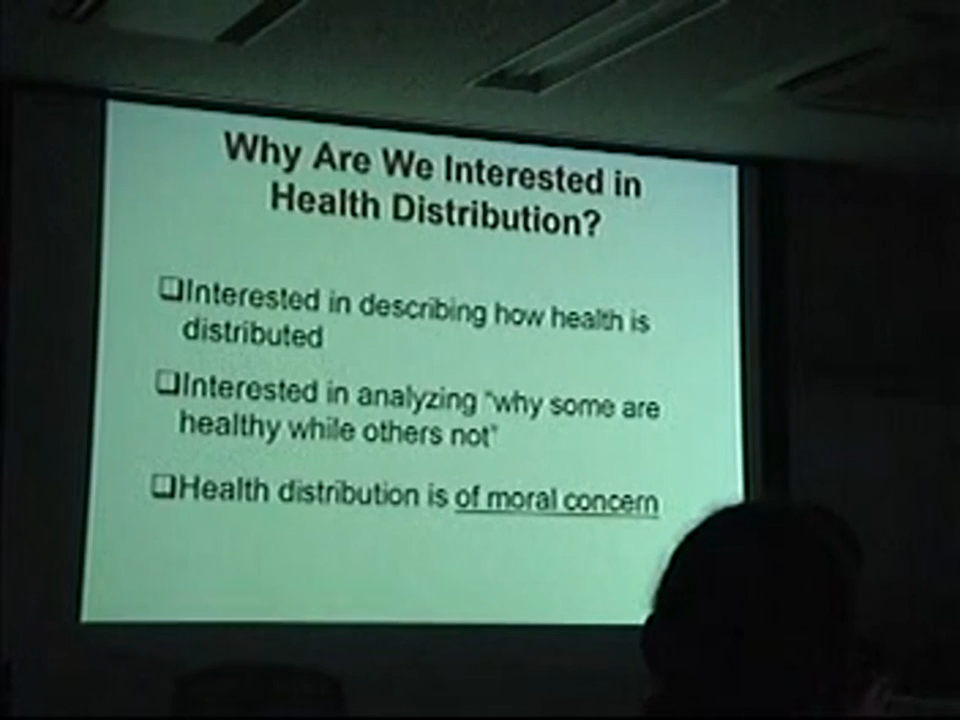 Why Are We Interested in
Health Distribution?
❑Interested in describing how health is
distributed
❑Interested in analyzing "why some are
healthy while others not"
❑Health distribution is of moral concern